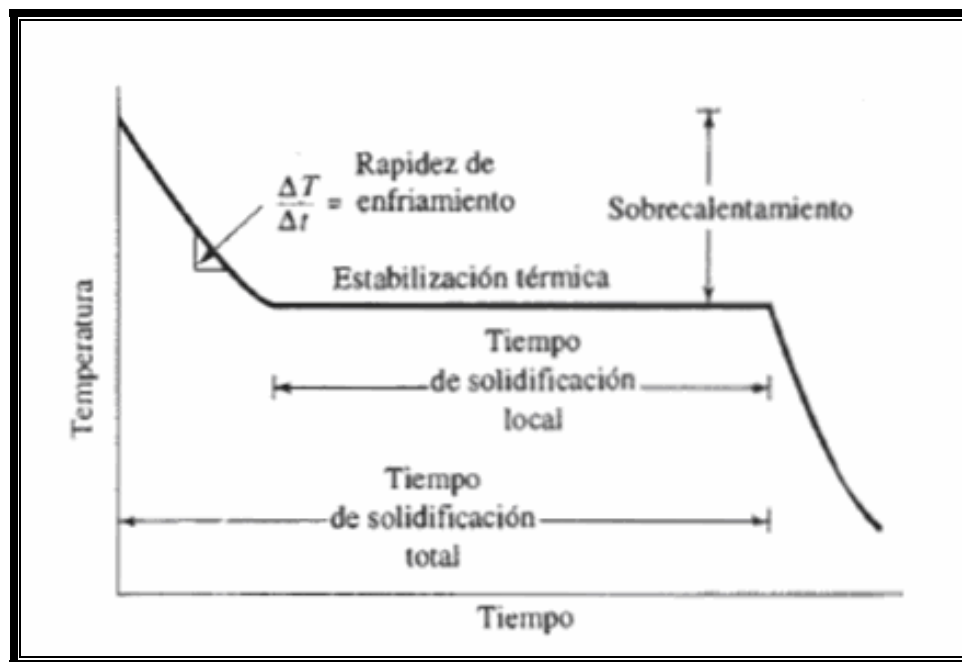 Rapidez de
ΔT/Δt = enfriamiento
Sobrecalentamiento
Estabilización térmica
Tiempo
de solidificación
local
Tiempo
de solidificación
total
Temperatura
Tiempo